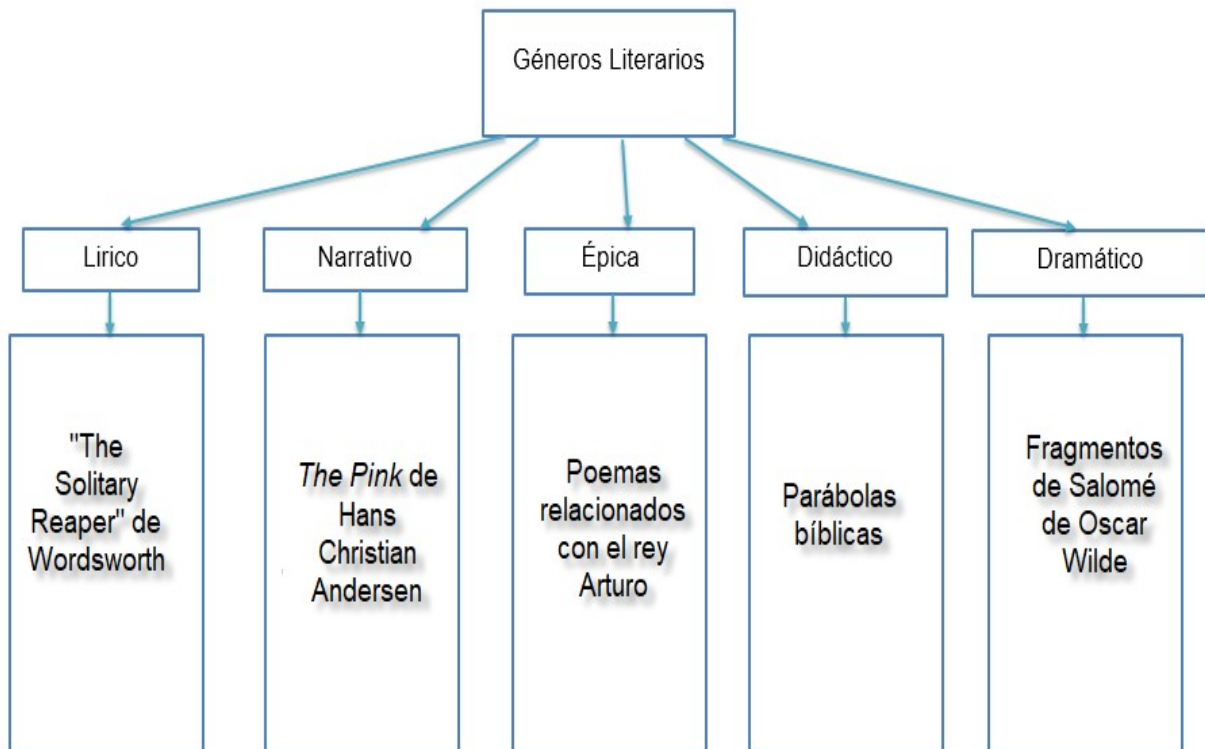 Géneros Literarios
Lirico
Narrativo
Épica
Didáctico
Dramático
"The
Solitary
Reaper" de
Wordsworth
The Pink de
Hans
Christian
Andersen
Poemas
relacionados
con el rey
Arturo
Parábolas
bíblicas
Fragmentos
de Salomé
de Oscar
Wilde